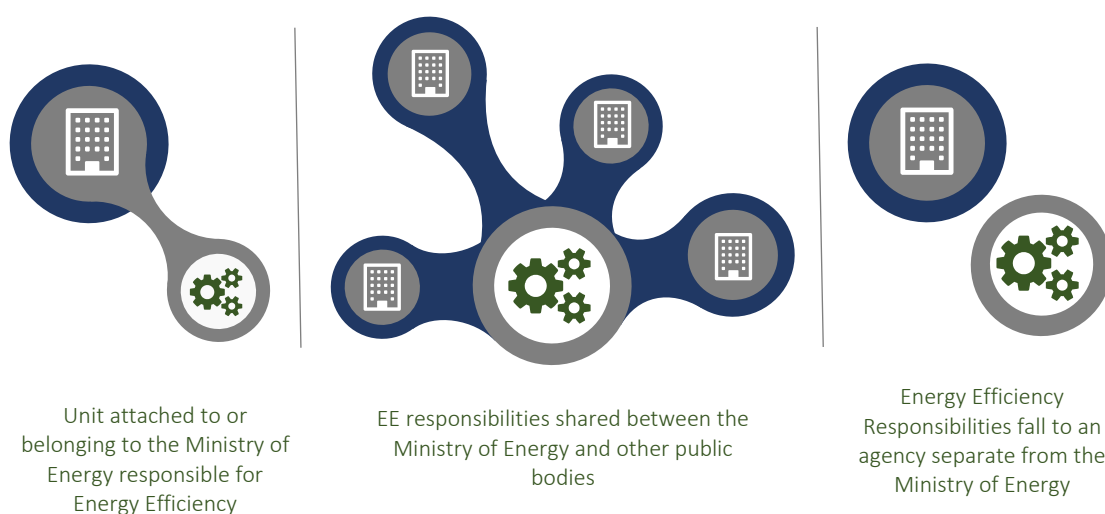 Unit attached to or
belonging to the Ministry of
Energy responsible for
Energy Efficiency
EE responsibilities shared between the
Ministry of Energy and other public
bodies
Energy Efficiency
Responsibilities fall to an
agency separate from the
Ministry of Energy